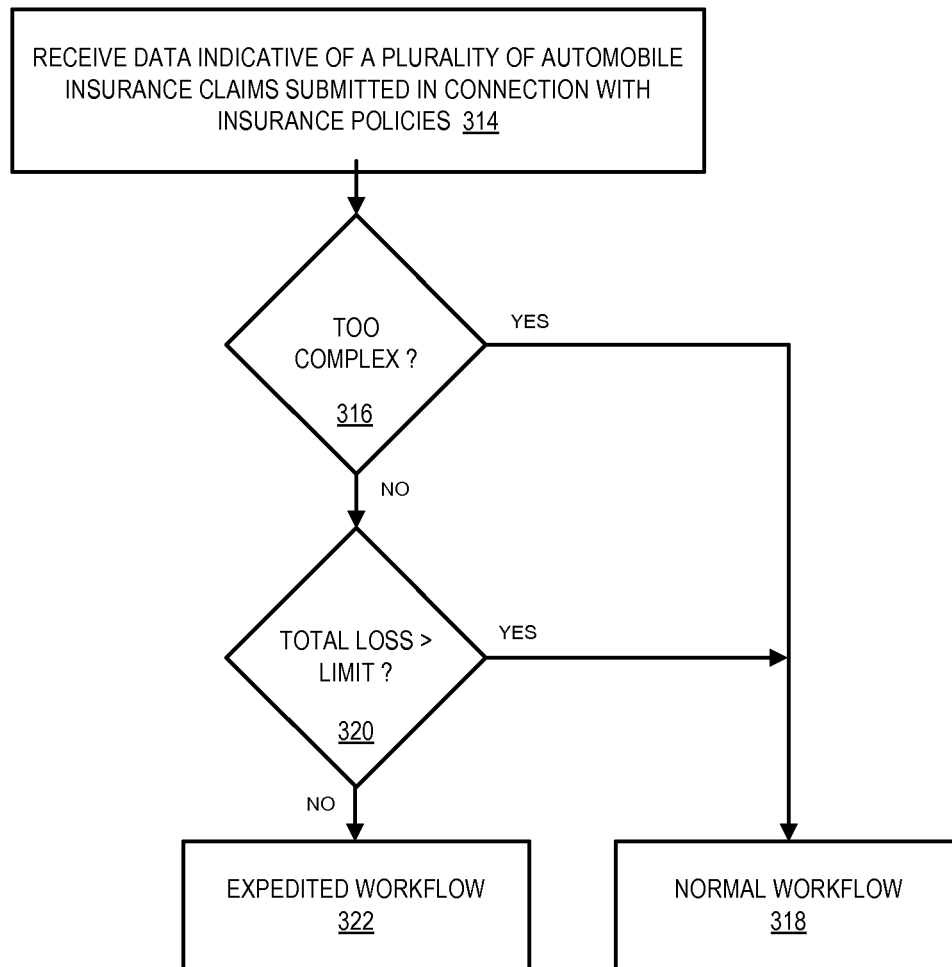 RECEIVE DATA INDICATIVE OF A PLURALITY OF AUTOMOBILE
INSURANCE CLAIMS SUBMITTED IN CONNECTION WITH
INSURANCE POLICIES 314
TOO
COMPLEX ?
316
YES
NO
TOTAL LOSS >
LIMIT ?
320
YES
NO
EXPEDITED WORKFLOW
322
NORMAL WORKFLOW
318